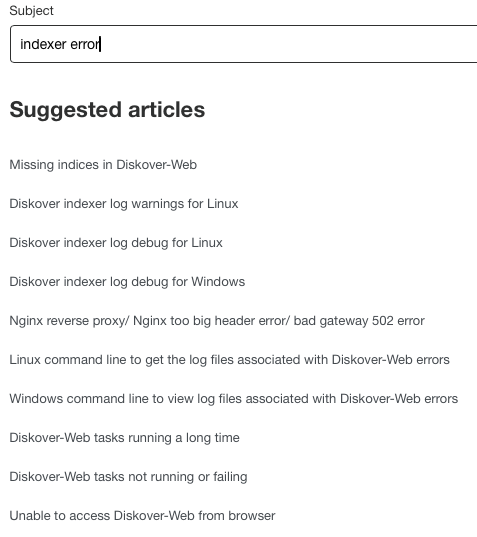 Subject
indexer error
Suggested articles
Missing indices in Diskover-Web
Diskover indexer log warnings for Linux
Diskover indexer log debug for Linux
Diskover indexer log debug for Windows
Nginx reverse proxy/ Nginx too big header error/ bad gateway 502 error
Linux command line to get the log files associated with Diskover-Web errors
Windows command line to view log files associated with Diskover-Web errors
Diskover-Web tasks running a long time
Diskover-Web tasks not running or failing
Unable to access Diskover-Web from browser